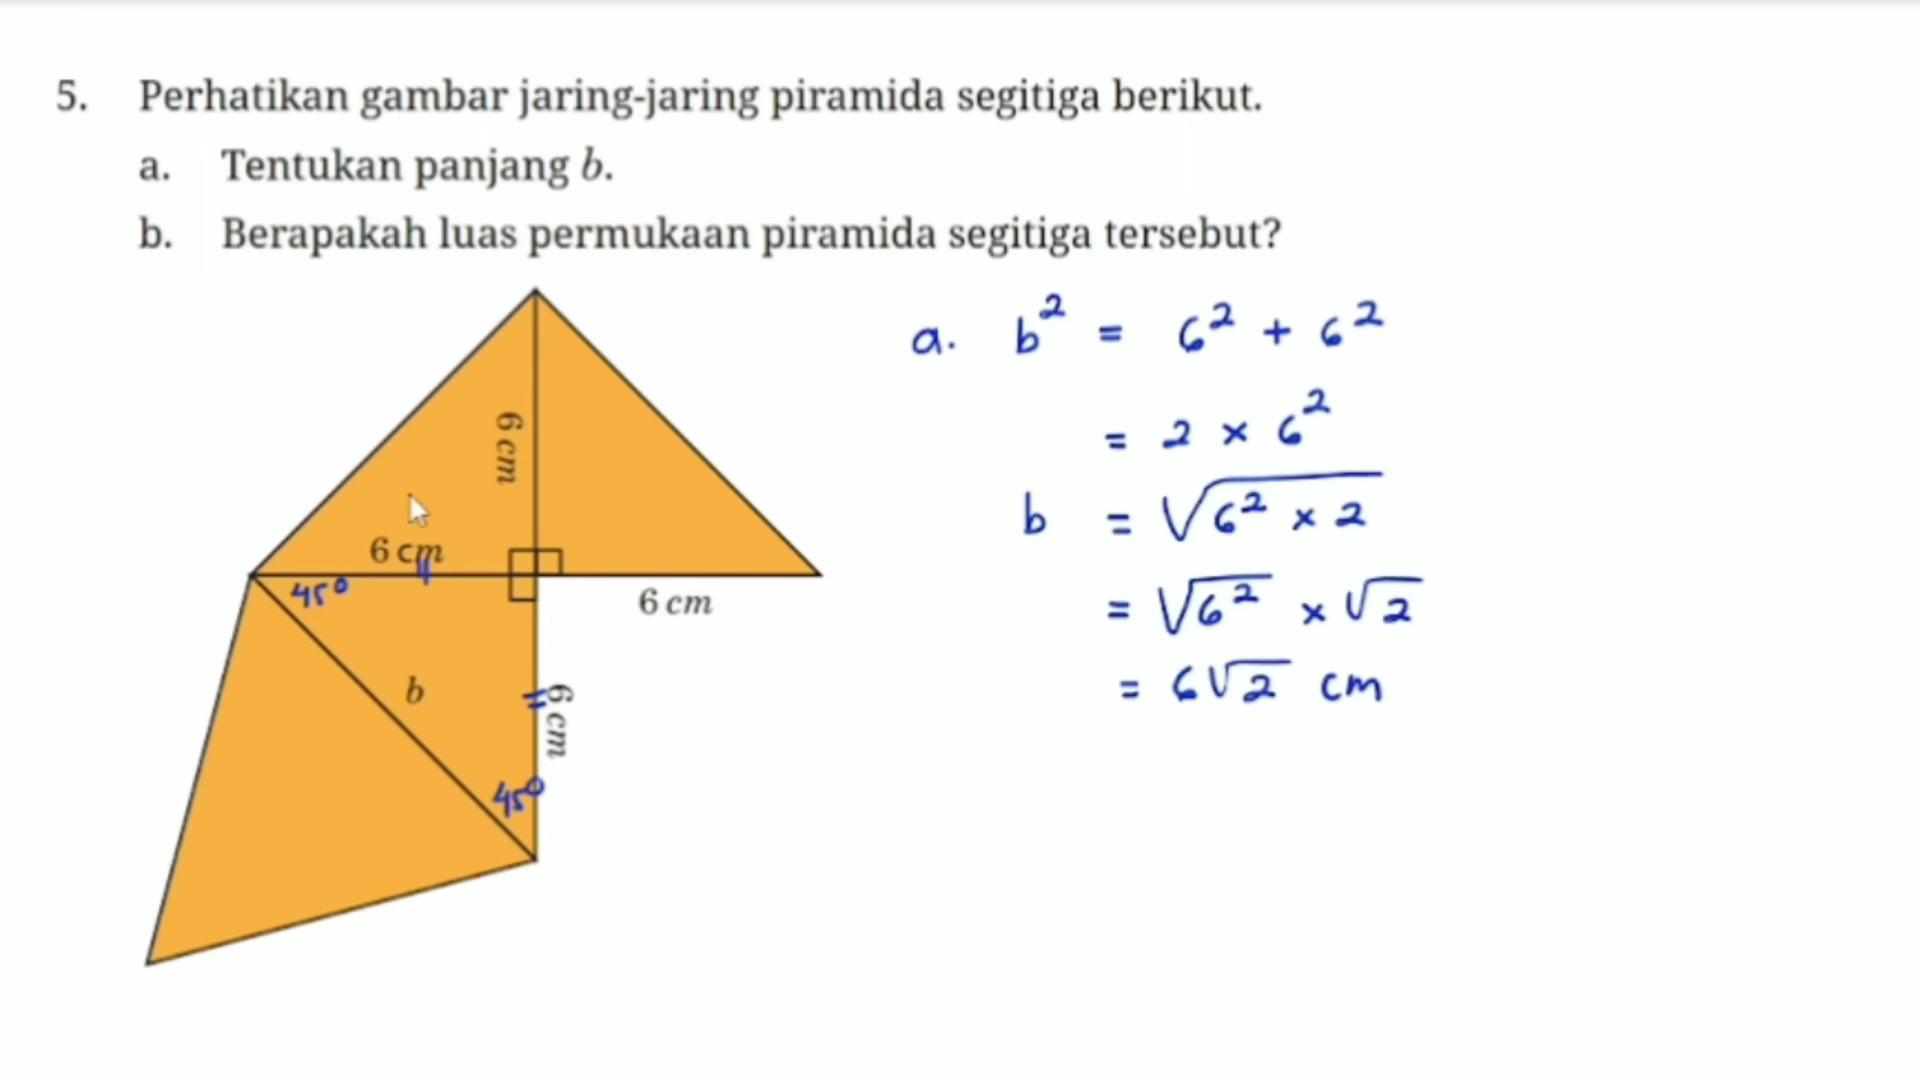 5. Perhatikan gambar jaring-jaring piramida segitiga berikut.
a. Tentukan panjang b.
b. Berapakah luas permukaan piramida segitiga tersebut?
a. b² = 6² + 6²
= 2 × 6²
b = √(6² × 2)
= √6² × √2
= 6√2 cm
6 cm
6 cm
45°
6 cm
b
6 cm
45°